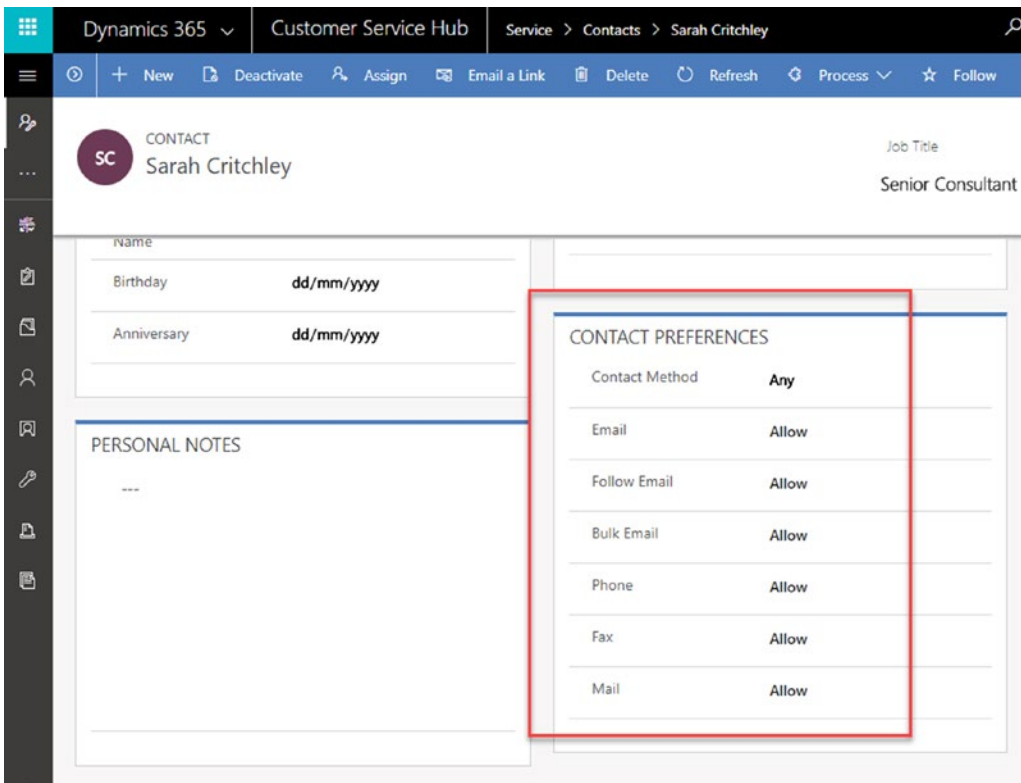 Dynamics 365 Customer Service Hub Service > Contacts > Sarah Critchley
New Deactivate Assign Email a Link Delete Refresh Process Follow
SC
CONTACT
Sarah Critchley
Job Title
Senior Consultant
Name
Birthday dd/mm/yyyy
Anniversary dd/mm/yyyy
PERSONAL NOTES
---
CONTACT PREFERENCES
Contact Method Any
Email Allow
Follow Email Allow
Bulk Email Allow
Phone Allow
Fax Allow
Mail Allow